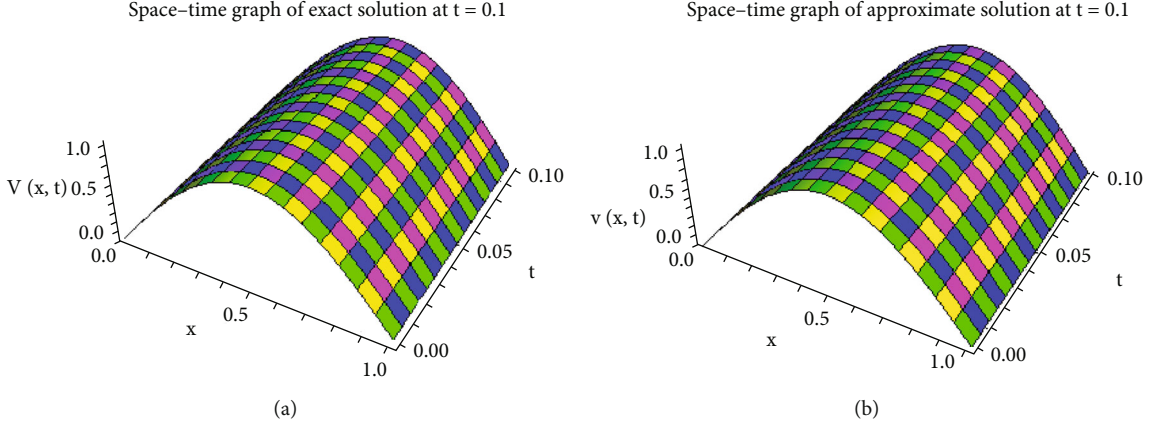 Space–time graph of exact solution at t = 0.1
1.0
V (x, t) 0.5
0.0
0.0
0.5
1.0
x
0.00
0.05
0.10
t
(a)
Space–time graph of approximate solution at t = 0.1
1.0
0.5
v (x, t)
0.0
0.0
0.5
1.0
x
0.00
0.05
0.10
t
(b)